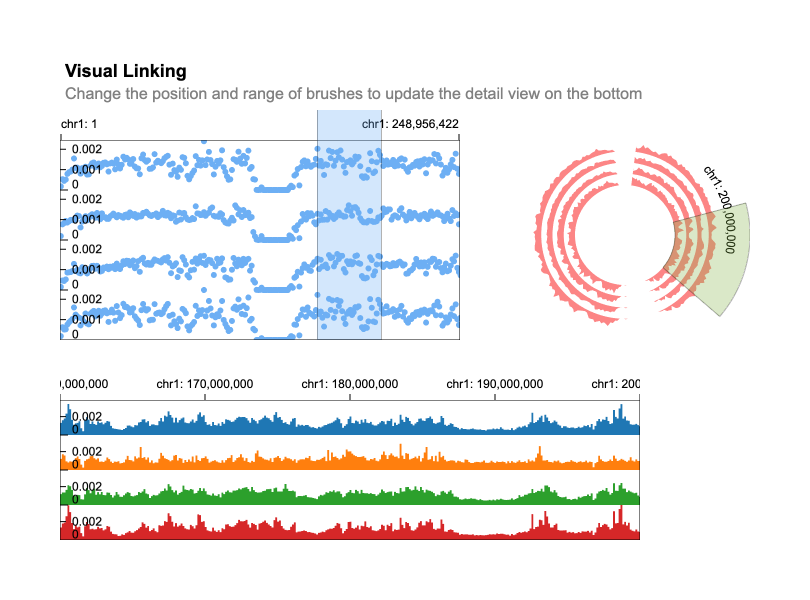 Visual Linking
Change the position and range of brushes to update the detail view on the bottom
chr1: 1
chr1: 248,956,422
0.002
0.001
0
0.002
0.001
0
0.002
0.001
0
0.002
0.001
0
chr1: 200,000,000
0,000,000
chr1: 170,000,000
chr1: 180,000,000
chr1: 190,000,000
chr1: 200
0.002
0
0.002
0
0.002
0
0.002
0